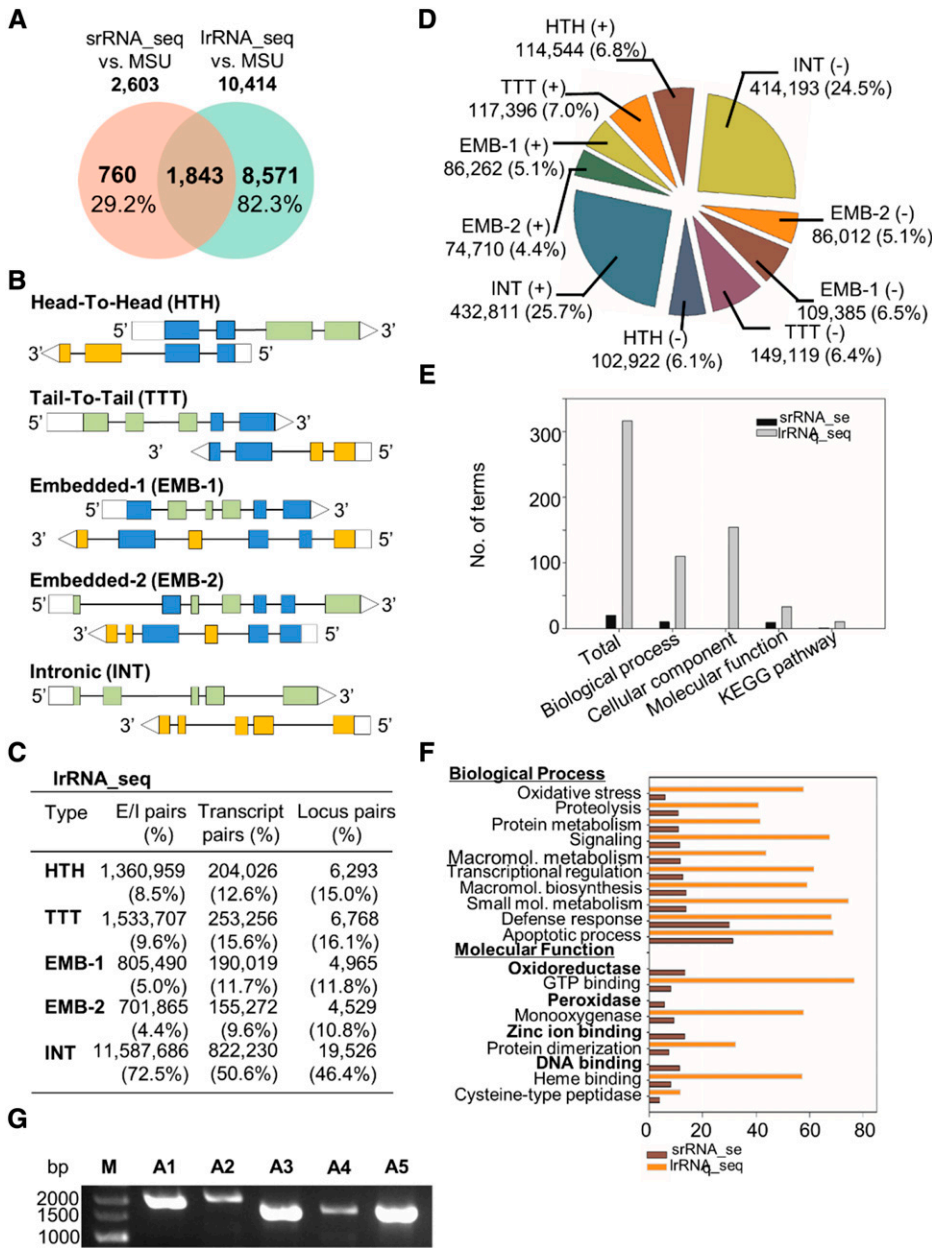 A
srRNA_seq
vs. MSU
2,603
lrRNA_seq
vs. MSU
10,414
760
29.2%
1,843
8,571
82.3%
B
Head-To-Head (HTH)
5’ 3’
3’ 5’
Tail-To-Tail (TTT)
5’ 3’
3’ 5’
Embedded-1 (EMB-1)
5’ 3’
3’ 5’
Embedded-2 (EMB-2)
5’ 3’
3’ 5’
Intronic (INT)
5’ 3’
3’ 5’
C
lrRNA_seq
Type E/I pairs (%) Transcript pairs (%) Locus pairs (%)
HTH 1,360,959 204,026 6,293
(8.5%) (12.6%) (15.0%)
TTT 1,533,707 253,256 6,768
(9.6%) (15.6%) (16.1%)
EMB-1 805,490 190,019 4,965
(5.0%) (11.7%) (11.8%)
EMB-2 701,865 155,272 4,529
(4.4%) (9.6%) (10.8%)
INT 11,587,686 822,230 19,526
(72.5%) (50.6%) (46.4%)
D
HTH (+)
114,544 (6.8%)
INT (-)
414,193 (24.5%)
TTT (+)
117,396 (7.0%)
EMB-1 (+)
86,262 (5.1%)
EMB-2 (+)
74,710 (4.4%)
INT (+)
432,811 (25.7%)
HTH (-)
102,922 (6.1%)
TTT (-)
149,119 (6.4%)
EMB-1 (-)
109,385 (6.5%)
EMB-2 (-)
86,012 (5.1%)
E
srRNA_se
lrRNA_seq
q
No. of terms
300
200
100
0
Total
Biological process
Cellular component
Molecular function
KEGG pathway
F
Biological Process
Oxidative stress
Proteolysis
Protein metabolism
Signaling
Macromol. metabolism
Transcriptional regulation
Macromol. biosynthesis
Small mol. metabolism
Defense response
Apoptotic process
Molecular Function
Oxidoreductase
GTP binding
Peroxidase
Monooxygenase
Zinc ion binding
Protein dimerization
DNA binding
Heme binding
Cysteine-type peptidase
0 20 40 60 80
srRNA_se
lrRNA_seq
q
G
bp M A1 A2 A3 A4 A5
2000
1500
1000